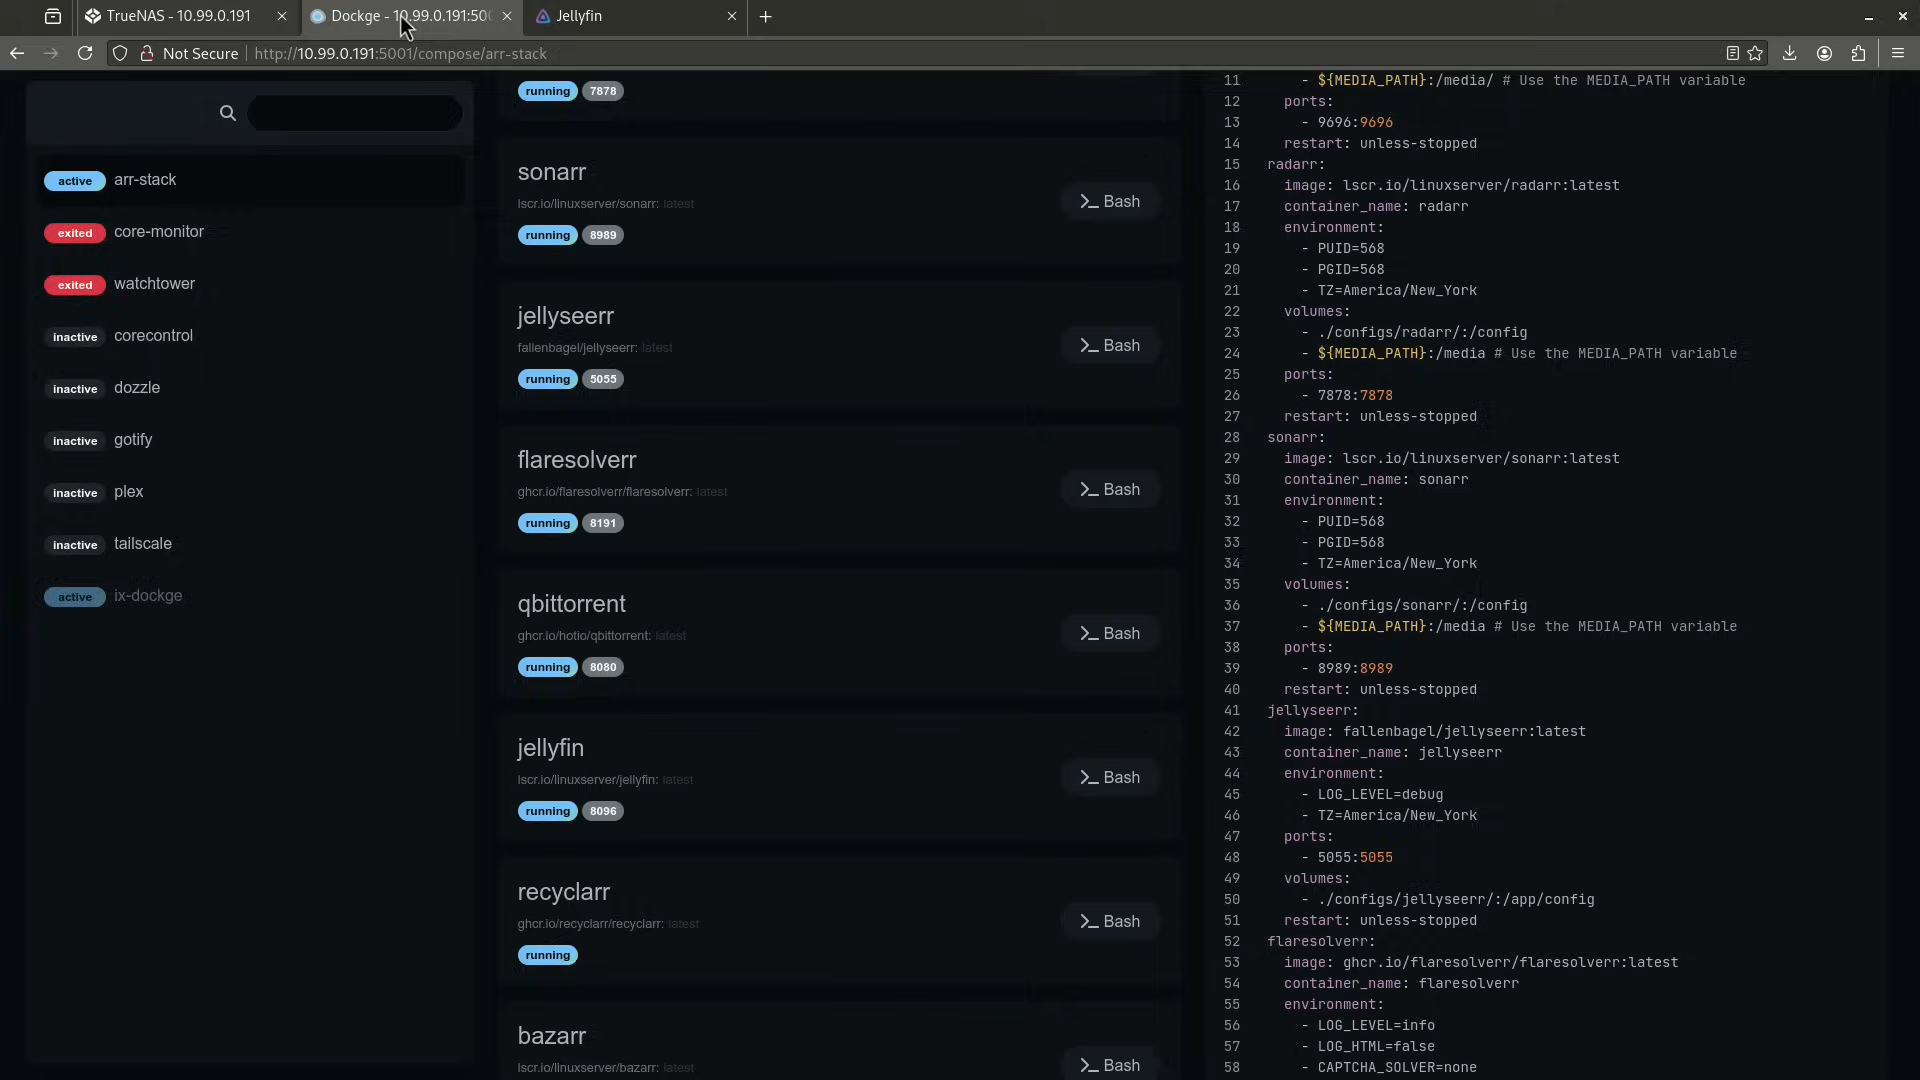 TrueNAS - 10.99.0.191
Dockge - 10.99.0.191:500
Jellyfin
Not Secure
http://10.99.0.191:5001/compose/arr-stack
active arr-stack
exited core-monitor
exited watchtower
inactive corecontrol
inactive dozzle
inactive gotify
inactive plex
inactive tailscale
active ix-dockge
running 7878
sonarr
lscr.io/linuxserver/sonarr: latest
running 8989
>_ Bash
jellyseerr
fallenbagel/jellyseerr: latest
running 5055
>_ Bash
flaresolverr
ghcr.io/flaresolverr/flaresolverr: latest
running 8191
>_ Bash
qbittorrent
ghcr.io/hotio/qbittorrent: latest
running 8080
>_ Bash
jellyfin
lscr.io/linuxserver/jellyfin: latest
running 8096
>_ Bash
recyclarr
ghcr.io/recyclarr/recyclarr: latest
running
>_ Bash
bazarr
lscr.io/linuxserver/bazarr: latest
>_ Bash
11 - ${MEDIA_PATH}:/media/ # Use the MEDIA_PATH variable
12 ports:
13 - 9696:9696
14 restart: unless-stopped
15 radarr:
16 image: lscr.io/linuxserver/radarr:latest
17 container_name: radarr
18 environment:
19 - PUID=568
20 - PGID=568
21 - TZ=America/New_York
22 volumes:
23 - ./configs/radarr/:/config
24 - ${MEDIA_PATH}:/media # Use the MEDIA_PATH variable
25 ports:
26 - 7878:7878
27 restart: unless-stopped
28 sonarr:
29 image: lscr.io/linuxserver/sonarr:latest
30 container_name: sonarr
31 environment:
32 - PUID=568
33 - PGID=568
34 - TZ=America/New_York
35 volumes:
36 - ./configs/sonarr/:/config
37 - ${MEDIA_PATH}:/media # Use the MEDIA_PATH variable
38 ports:
39 - 8989:8989
40 restart: unless-stopped
41 jellyseerr:
42 image: fallenbagel/jellyseerr:latest
43 container_name: jellyseerr
44 environment:
45 - LOG_LEVEL=debug
46 - TZ=America/New_York
47 ports:
48 - 5055:5055
49 volumes:
50 - ./configs/jellyseerr/:/app/config
51 restart: unless-stopped
52 flaresolverr:
53 image: ghcr.io/flaresolverr/flaresolverr:latest
54 container_name: flaresolverr
55 environment:
56 - LOG_LEVEL=info
57 - LOG_HTML=false
58 - CAPTCHA_SOLVER=none